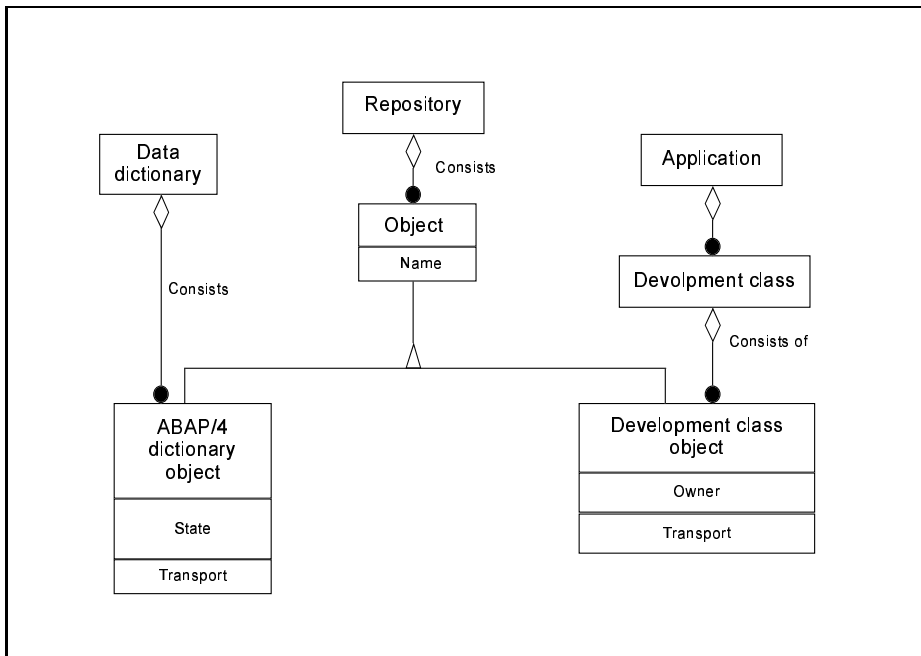 Repository
Data
dictionary
Application
Consists
Object
Name
Devolpment class
Consists
Consists of
ABAP/4
dictionary
object
State
Transport
Development class
object
Owner
Transport